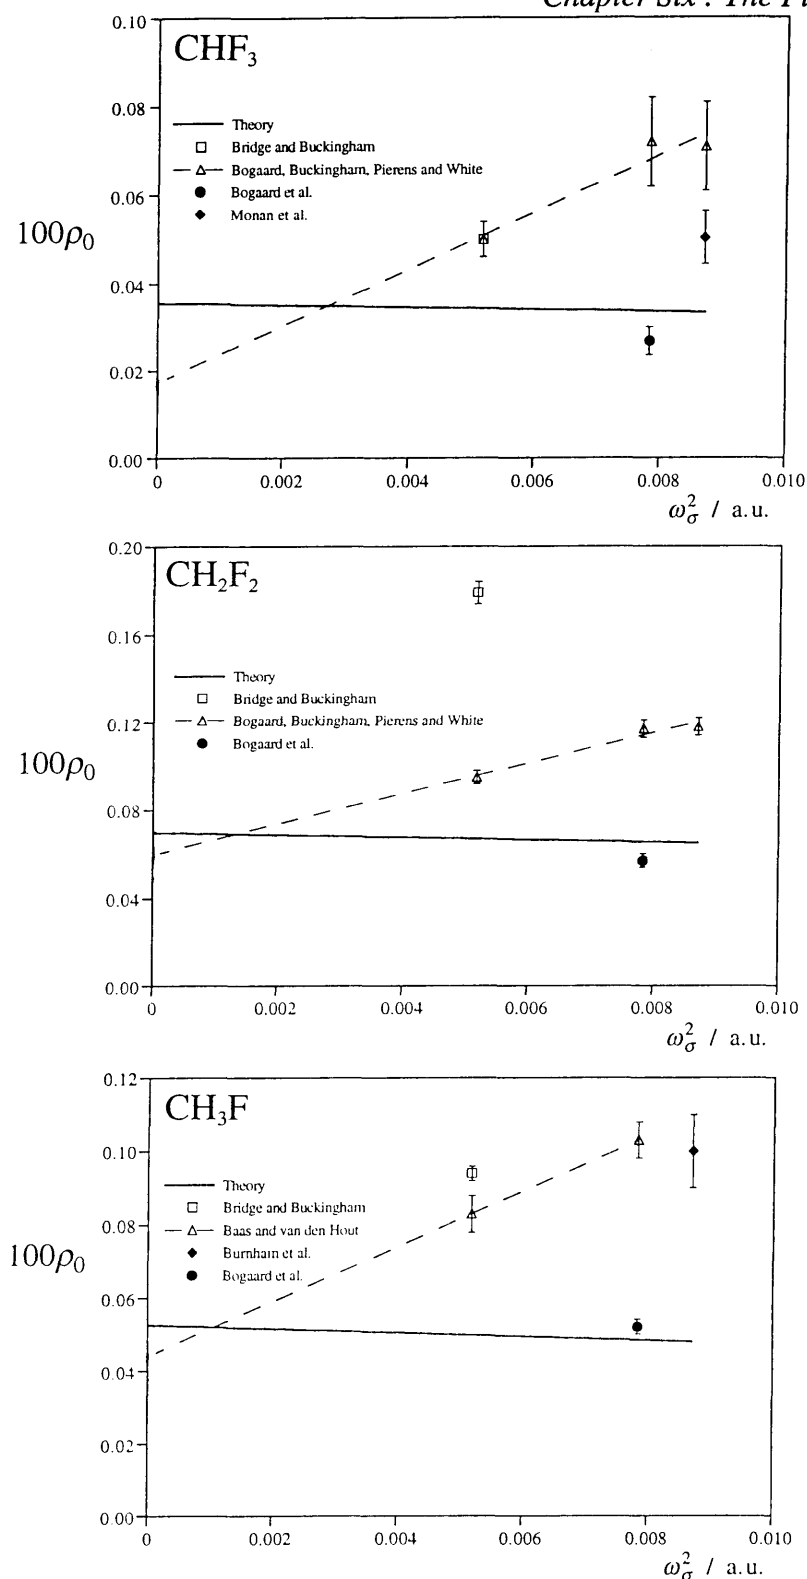 Chapter Six : The Fl
CHF3
0.10
0.08
0.06
0.04
0.02
0.00
100ρ0
Theory
Bridge and Buckingham
Bogaard, Buckingham, Pierens and White
Bogaard et al.
Monan et al.
0 0.002 0.004 0.006 0.008 0.010
ω²σ / a.u.
CH2F2
0.20
0.16
0.12
0.08
0.04
0.00
100ρ0
Theory
Bridge and Buckingham
Bogaard, Buckingham, Pierens and White
Bogaard et al.
0 0.002 0.004 0.006 0.008 0.010
ω²σ / a.u.
CH3F
0.12
0.10
0.08
0.06
0.04
0.02
0.00
100ρ0
Theory
Bridge and Buckingham
Baas and van den Hout
Burnham et al.
Bogaard et al.
0 0.002 0.004 0.006 0.008 0.010
ω²σ / a.u.